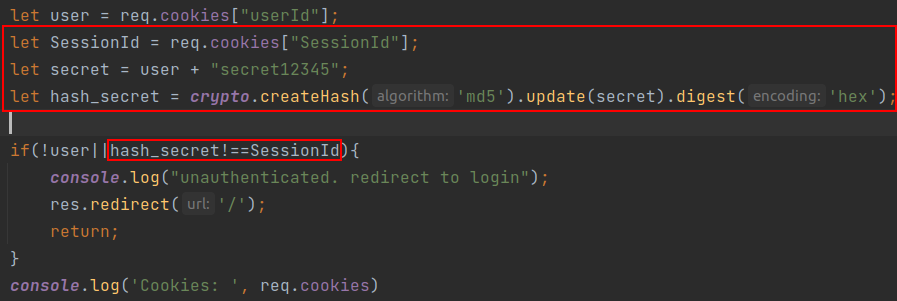 let user = req.cookies["userId"];
let SessionId = req.cookies["SessionId"];
let secret = user + "secret12345";
let hash_secret = crypto.createHash( algorithm: 'md5').update(secret).digest( encoding: 'hex');
if(!user||hash_secret!==SessionId){
    console.log("unauthenticated. redirect to login");
    res.redirect( url: '/');
    return;
}
console.log('Cookies: ', req.cookies)